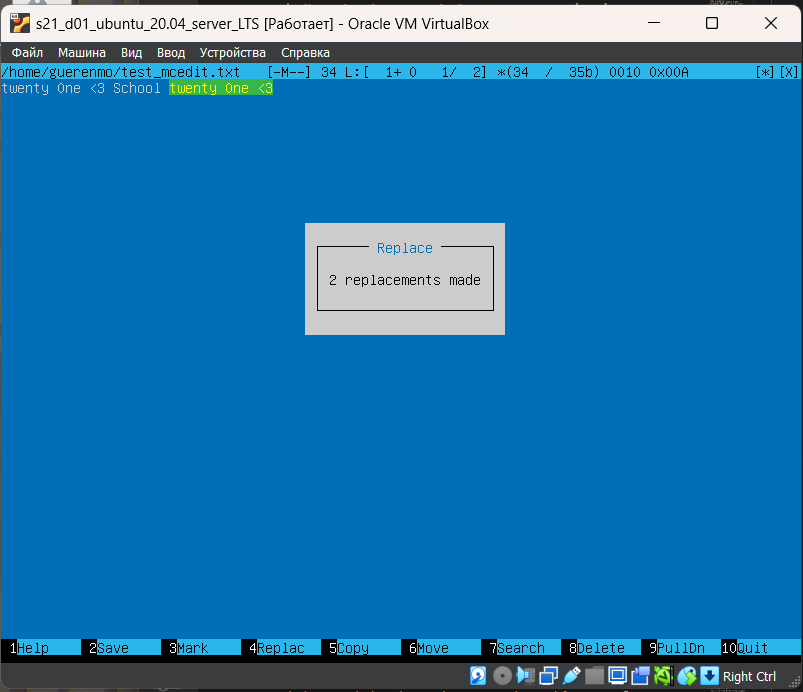 s21_d01_ubuntu_20.04_server_LTS [Работает] - Oracle VM VirtualBox
Файл Машина Вид Ввод Устройства Справка
/home/guerenmo/test_mcedit.txt [-M--] 34 L:[ 1+ 0 1/ 2] *(34 / 35b) 0010 0x00A [*][X]
twenty One <3 School twenty One <3
Replace
2 replacements made
1Help 2Save 3Mark 4Replac 5Copy 6Move 7Search 8Delete 9PullDn 10Quit
Right Ctrl